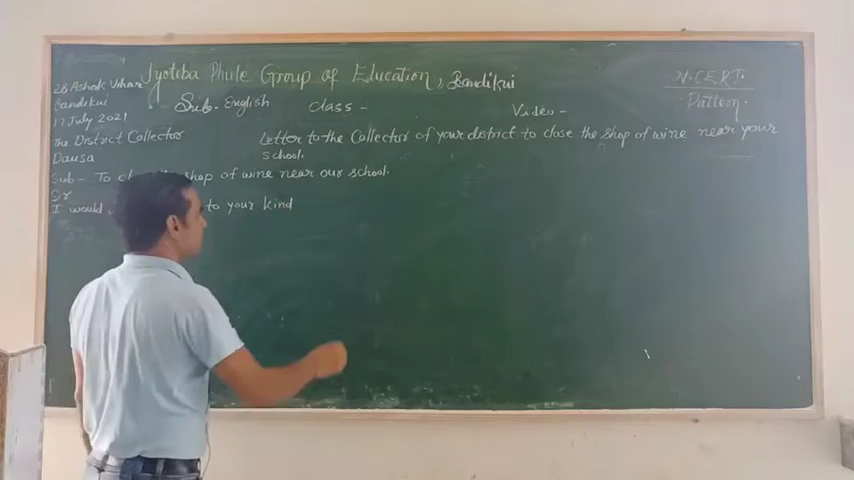 Jyotiba Phule Group of Education, Bandikui
Sub. English Class - Video -
N.C.E.R.T.
Pattern
28 Ashok Vihar
Bandikui
17 July 2021
The District Collector
Dausa
Letter to the Collector of your district to close the shop of wine near your
school.
Sub- To shop of wine near our school.
Sir
I would to your kind